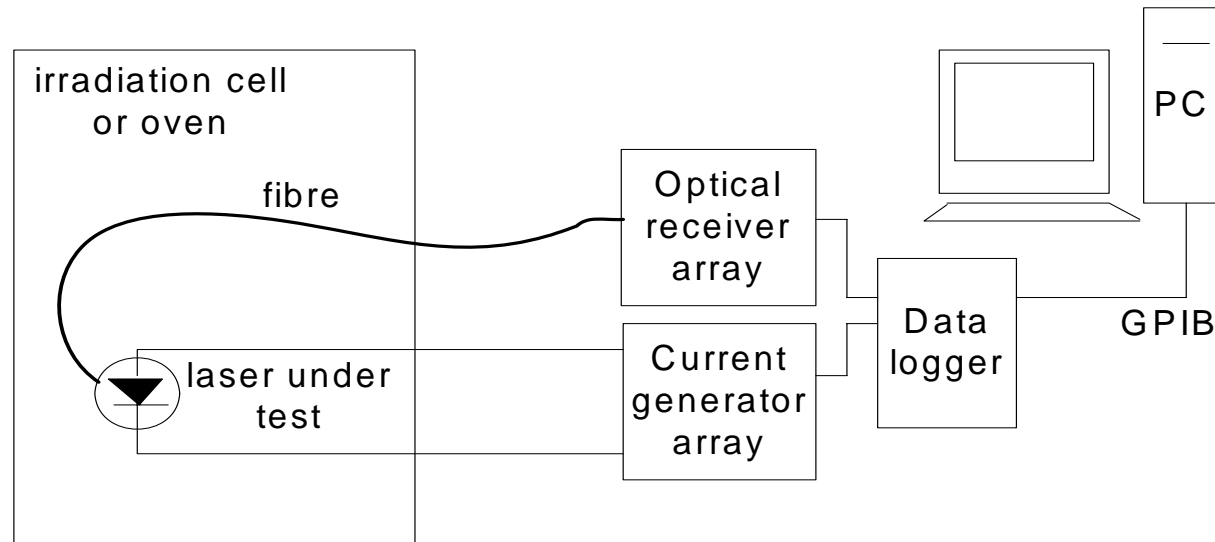 irradiation cell
or oven
fibre
laser under
test
Optical
receiver
array
Current
generator
array
Data
logger
PC
GPIB